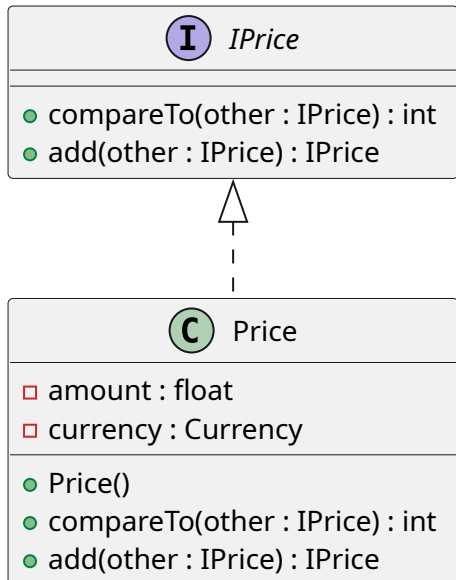 I IPrice
compareTo(other : IPrice) : int
add(other : IPrice) : IPrice
C Price
amount : float
currency : Currency
Price()
compareTo(other : IPrice) : int
add(other : IPrice) : IPrice